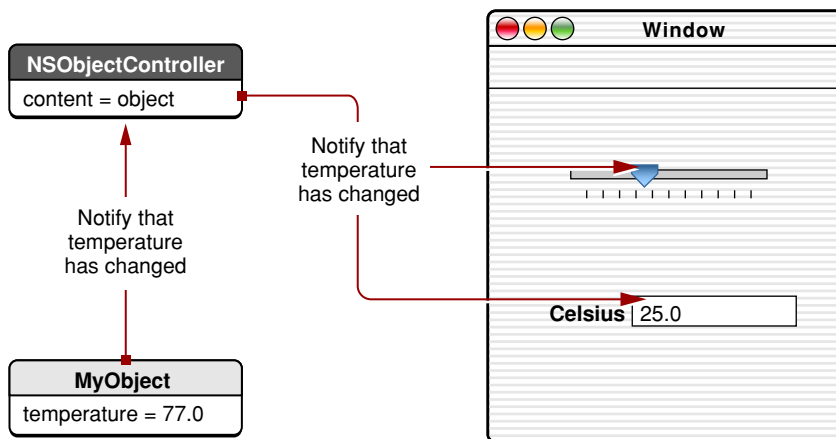 NSObjectController
content = object
Notify that
temperature
has changed
MyObject
temperature = 77.0
Notify that
temperature
has changed
Window
Celsius 25.0